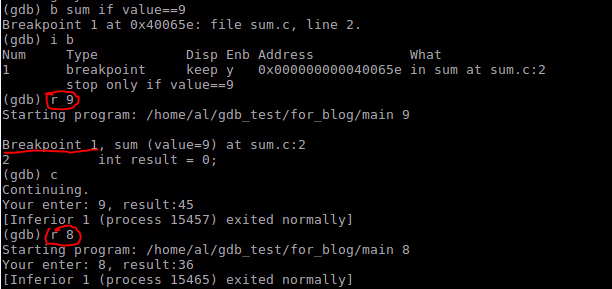 (gdb) b sum if value==9
Breakpoint 1 at 0x40065e: file sum.c, line 2.
(gdb) i b
Num     Type           Disp Enb Address            What
1       breakpoint     keep y   0x000000000040065e in sum at sum.c:2
        stop only if value==9
(gdb) r 9
Starting program: /home/al/gdb_test/for_blog/main 9
Breakpoint 1, sum (value=9) at sum.c:2
2           int result = 0;
(gdb) c
Continuing.
Your enter: 9, result:45
[Inferior 1 (process 15457) exited normally]
(gdb) r 8
Starting program: /home/al/gdb_test/for_blog/main 8
Your enter: 8, result:36
[Inferior 1 (process 15465) exited normally]